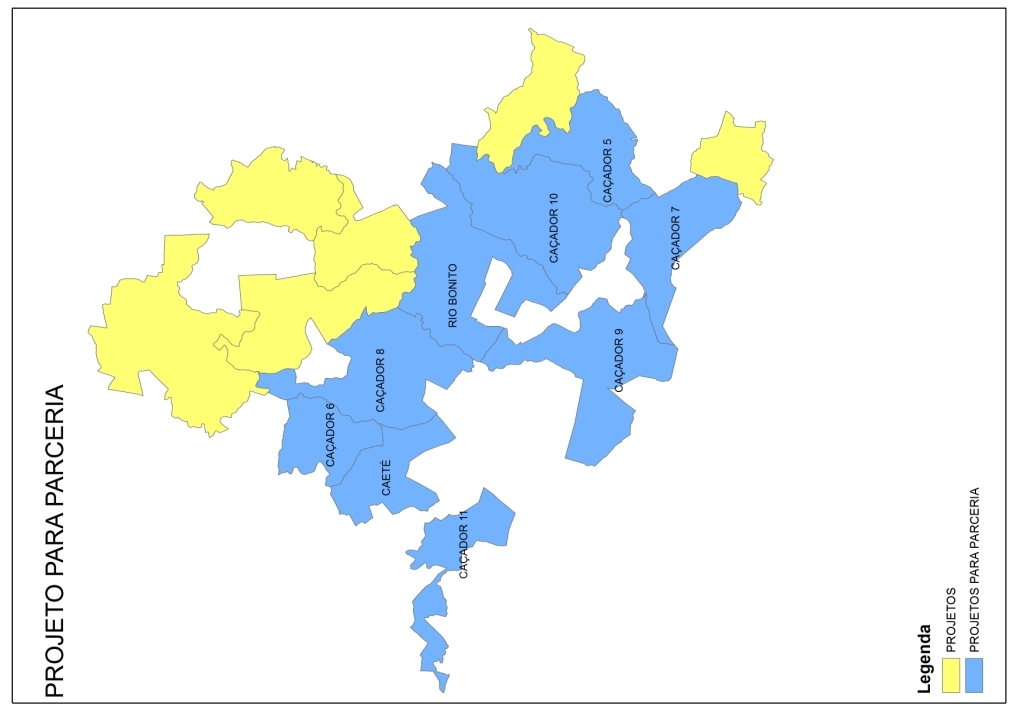 PROJETO PARA PARCERIA
CAÇADOR 5
CAÇADOR 10
CAÇADOR 7
RIO BONITO
CAÇADOR 9
CAÇADOR 8
CAÇADOR 6
CAETÉ
CAÇADOR 11
Legenda
PROJETOS
PROJETOS PARA PARCERIA